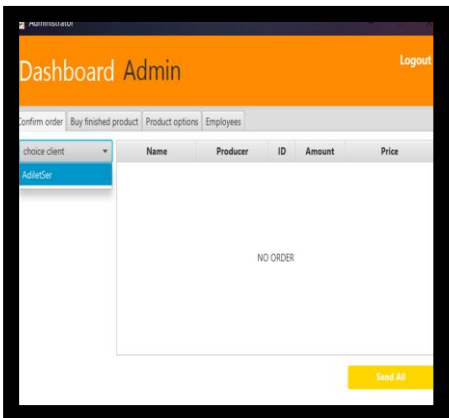 Administrator
Dashboard Admin
Logout
Confirm order Buy finished product Product options Employees
choice client Name Producer ID Amount Price
AdiletSer
NO ORDER
Send All